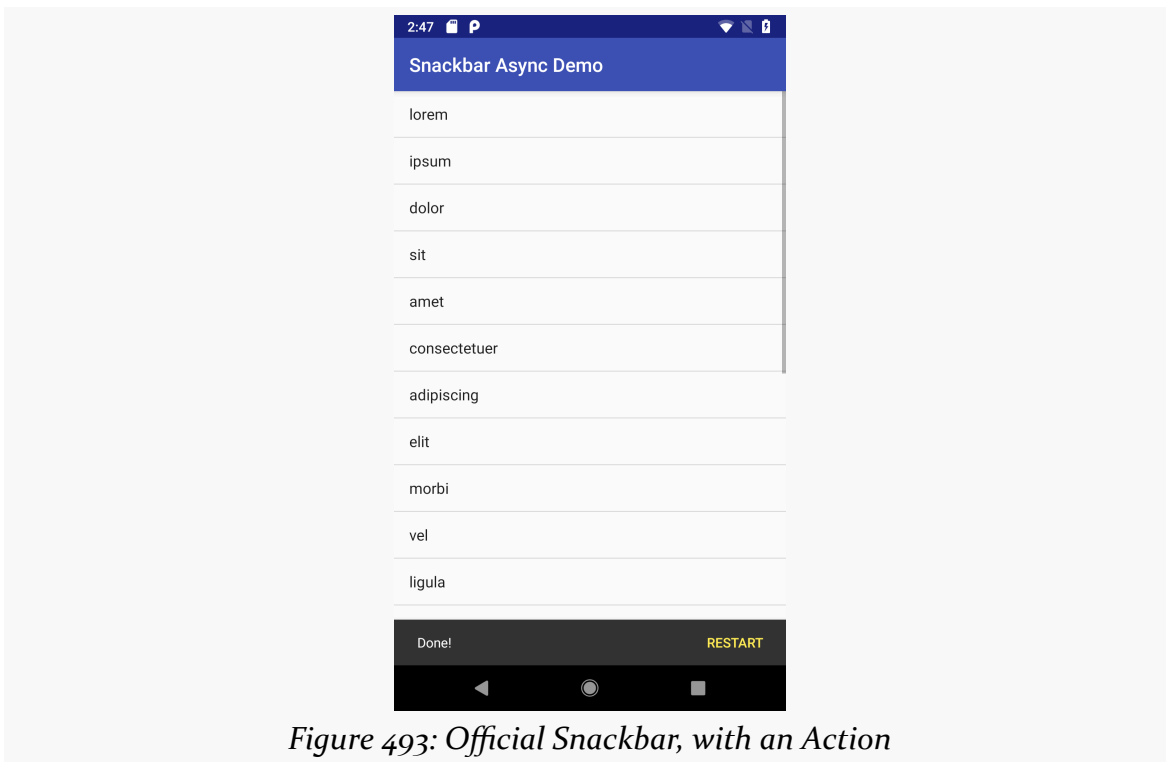 2:47
Snackbar Async Demo
lorem
ipsum
dolor
sit
amet
consectetuer
adipiscing
elit
morbi
vel
ligula
Done! RESTART
Figure 493: Official Snackbar, with an Action